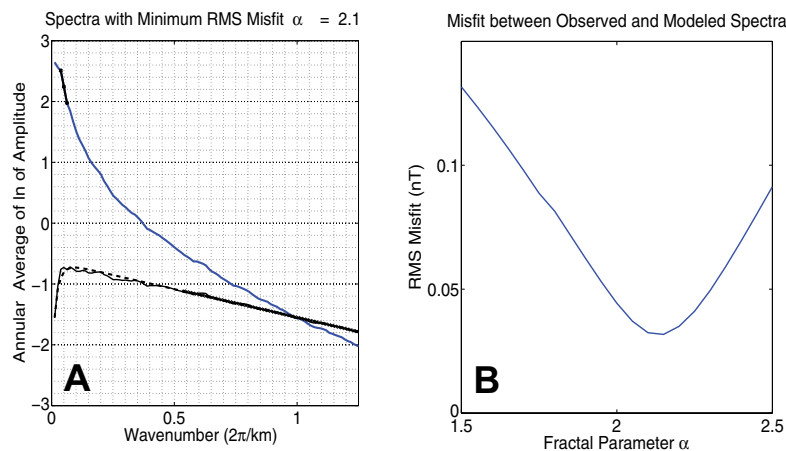 Spectra with Minimum RMS Misfit α = 2.1
Annular Average of ln of Amplitude
3
2
1
0
−1
−2
−3
A
0
0.5
1
Wavenumber (2π/km)
Misfit between Observed and Modeled Spectra
RMS Misfit (nT)
0.1
0.05
0
B
1.5
2
2.5
Fractal Parameter α